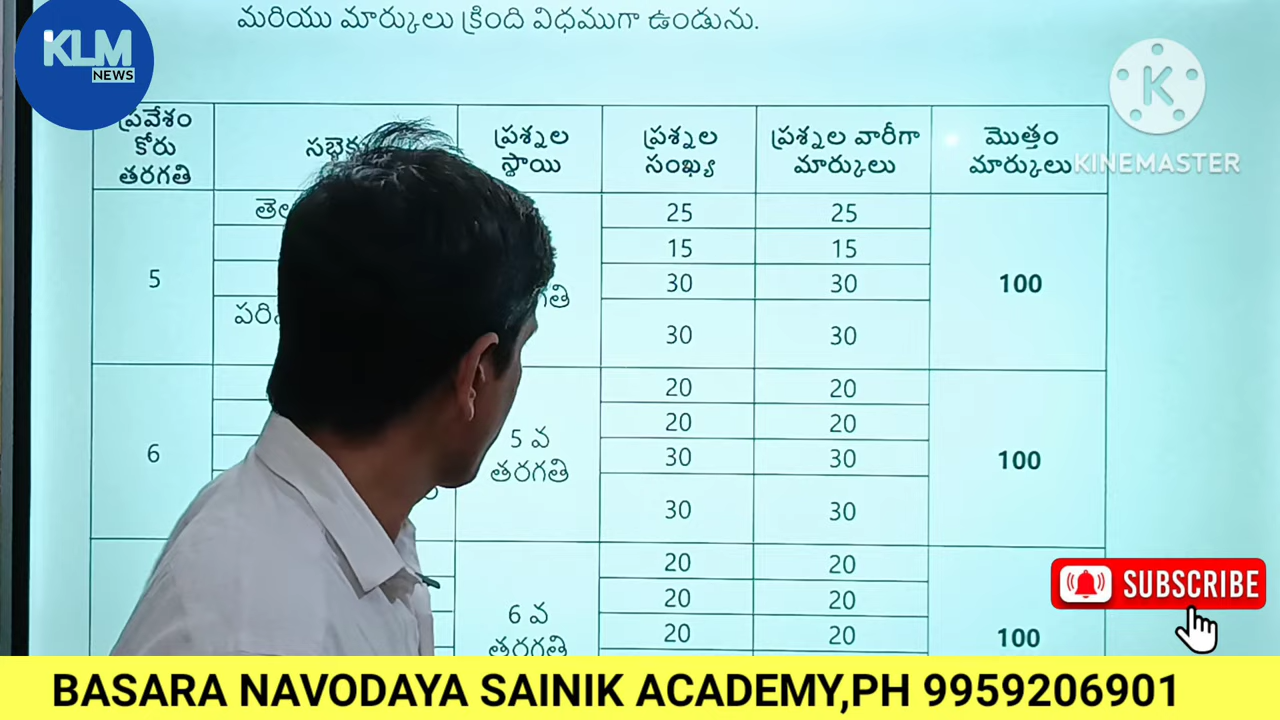 మరియు మార్కులు క్రింది విధముగా ఉండును.
KLM
NEWS
K
KINEMASTER
ప్రవేశం
కోరు
తరగతి
ప్రశ్నల
స్థాయి
ప్రశ్నల
సంఖ్య
ప్రశ్నల వారీగా
మార్కులు
మొత్తం
మార్కులు
5
25 25
15 15
30 30
30 30
100
6
5 వ
తరగతి
20 20
20 20
30 30
30 30
100
6 వ
తరగతి
20 20
20 20
20 20
100
SUBSCRIBE
BASARA NAVODAYA SAINIK ACADEMY,PH 9959206901